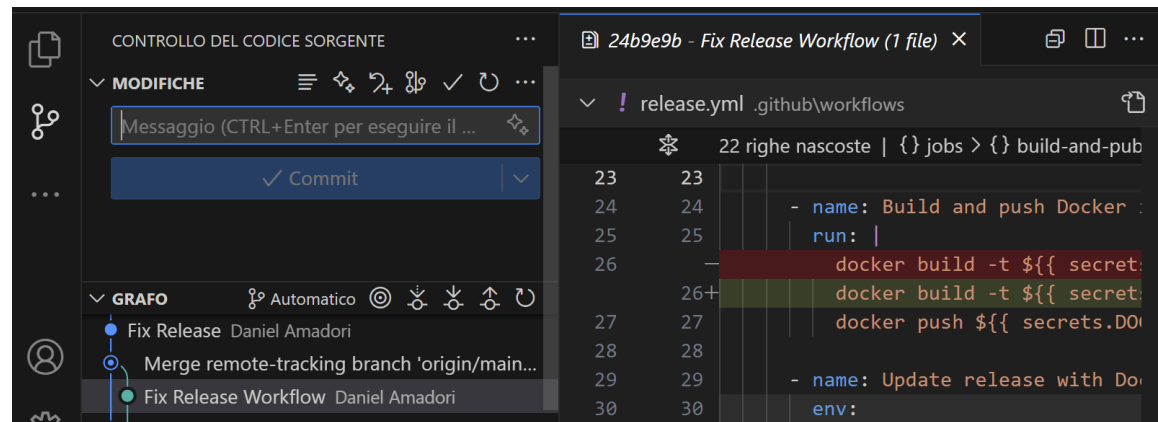 CONTROLLO DEL CODICE SORGENTE
MODIFICHE
Messaggio (CTRL+Enter per eseguire il ...
Commit
GRAFO Automatico
Fix Release Daniel Amadori
Merge remote-tracking branch 'origin/main...
Fix Release Workflow Daniel Amadori
24b9e9b - Fix Release Workflow (1 file)
! release.yml .github\workflows
22 righe nascoste | {} jobs > {} build-and-pub
23 23
24 24 - name: Build and push Docker
25 25 run: |
26 — docker build -t ${{ secret
26+ docker build -t ${{ secret
27 27 docker push ${{ secrets.DO
28 28
29 29 - name: Update release with Do
30 30 env: